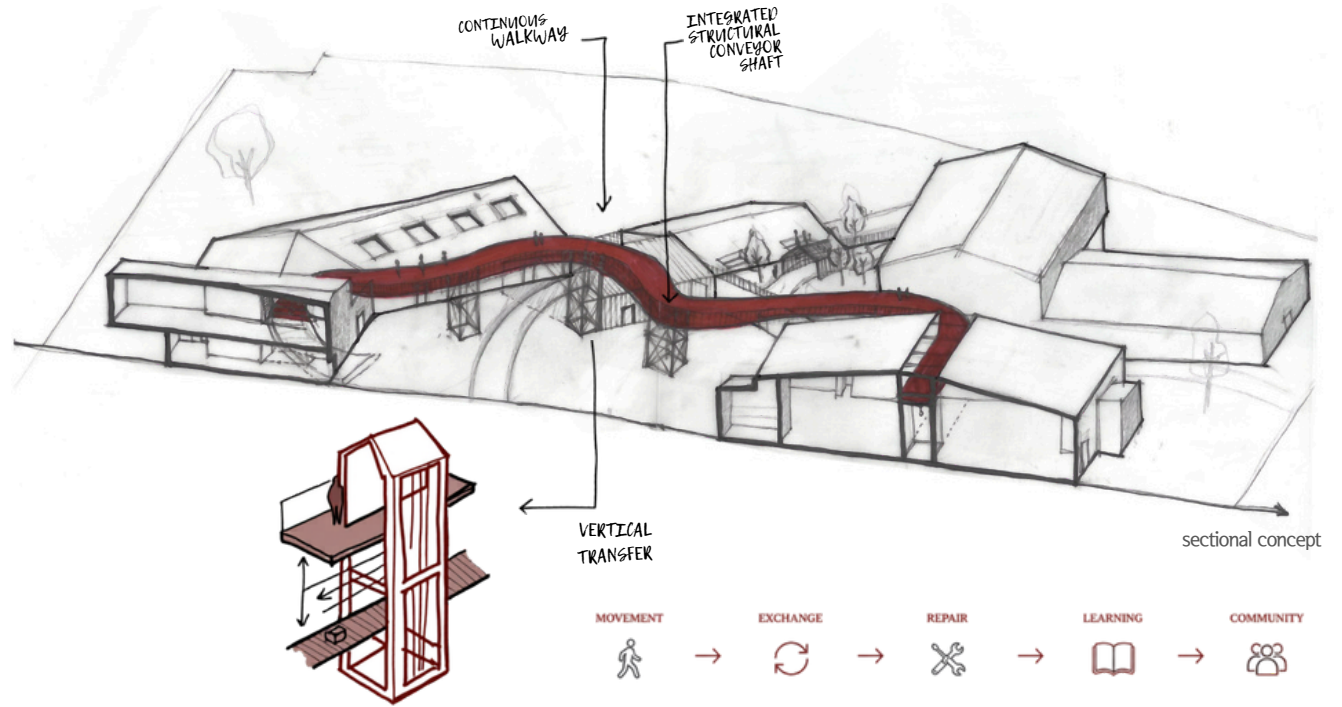 CONTINUOUS
WALKWAY
INTEGRATED
STRUCTURAL
CONVEYOR
SHAFT
VERTICAL
TRANSFER
sectional concept
MOVEMENT
EXCHANGE
REPAIR
LEARNING
COMMUNITY